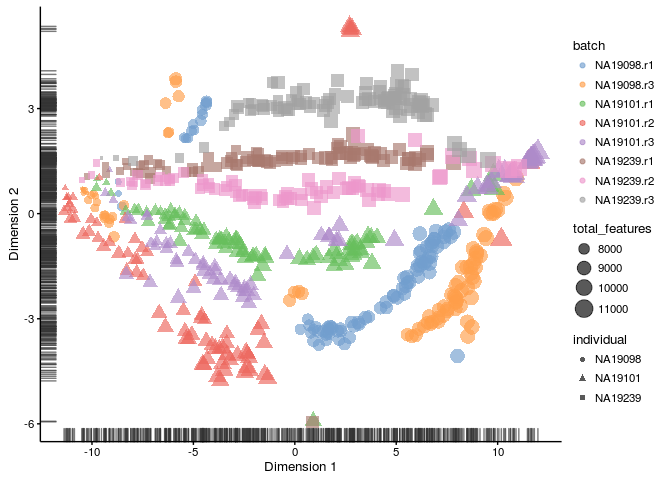 batch
NA19098.r1
NA19098.r3
NA19101.r1
NA19101.r2
NA19101.r3
NA19239.r1
NA19239.r2
NA19239.r3
total_features
8000
9000
10000
11000
individual
NA19098
NA19101
NA19239
Dimension 2
3
0
-3
-6
-10
-5
0
5
10
Dimension 1